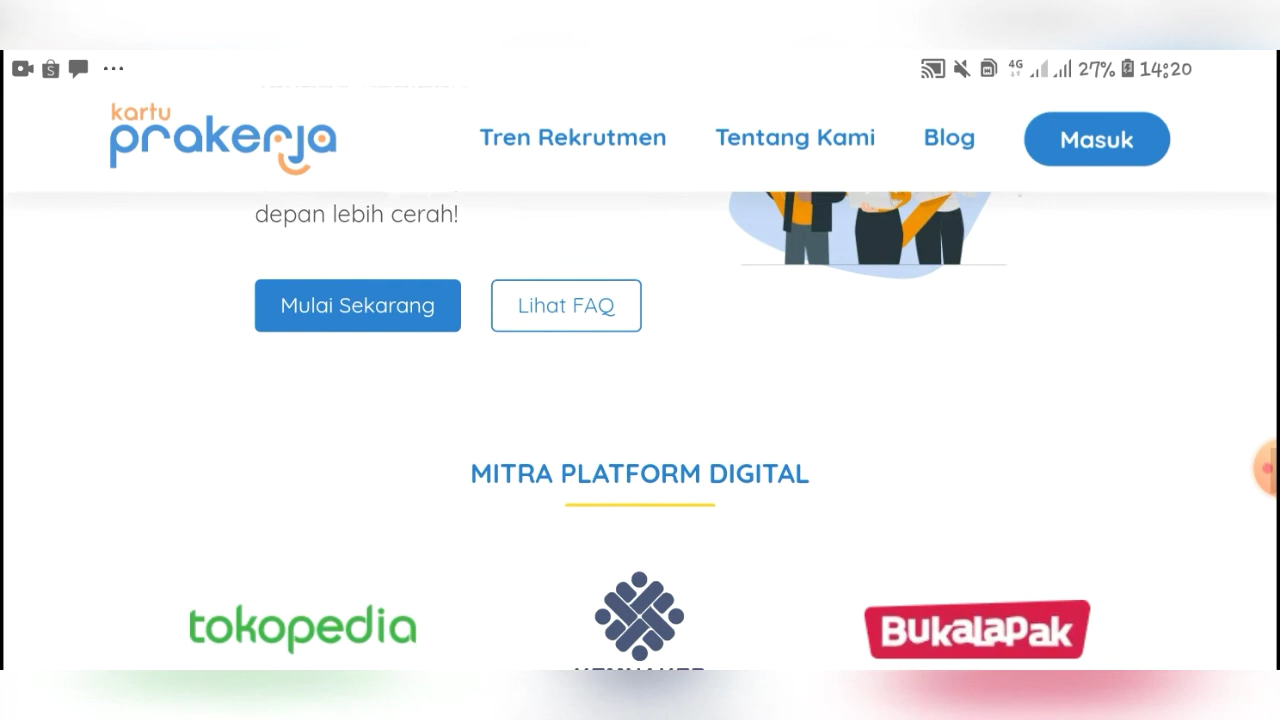 4G 27% 14:20
kartu
prakerja
Tren Rekrutmen Tentang Kami Blog Masuk
depan lebih cerah!
Mulai Sekarang Lihat FAQ
MITRA PLATFORM DIGITAL
tokopedia
BukaLaPak